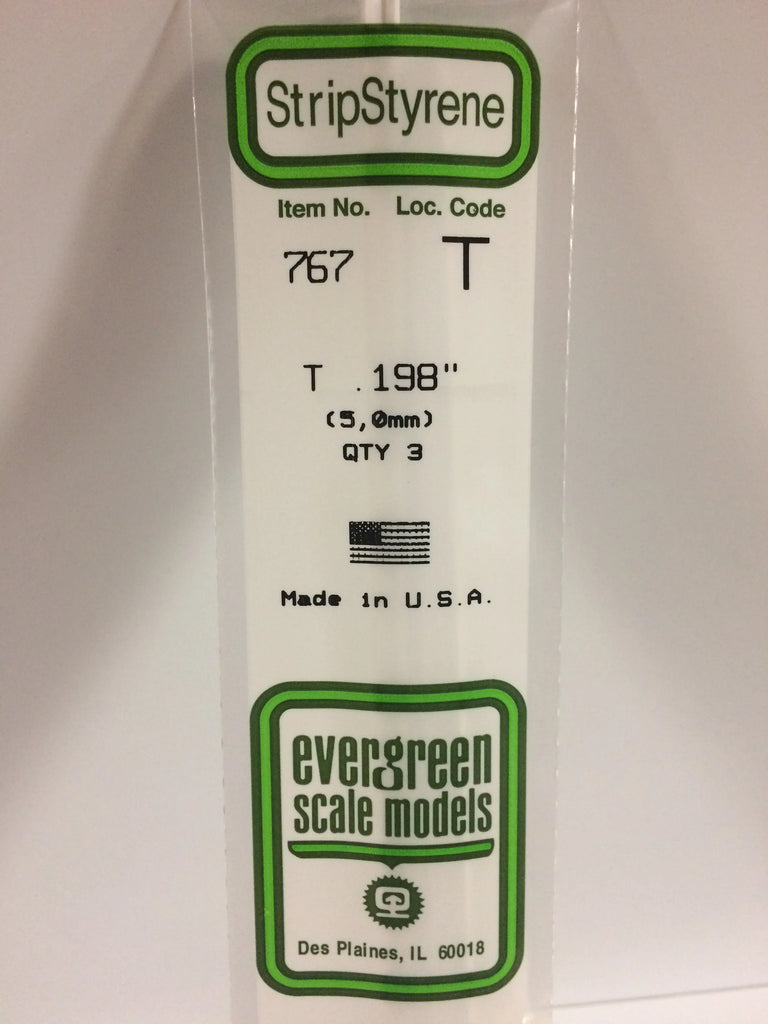 StripStyrene
Item No. Loc. Code
767 T
T .198"
(5,0mm)
QTY 3
Made in U.S.A.
evergreen
scale models
Des Plaines, IL 60018